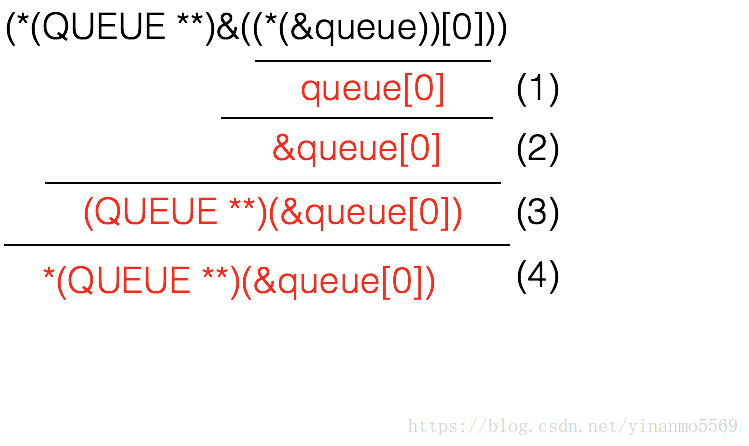 (*(QUEUE **)&((*(&queue))[0]))
queue[0] (1)
&queue[0] (2)
(QUEUE **)(&queue[0]) (3)
*(QUEUE **)(&queue[0]) (4)
https://blog.csdn.net/yinanmo5569